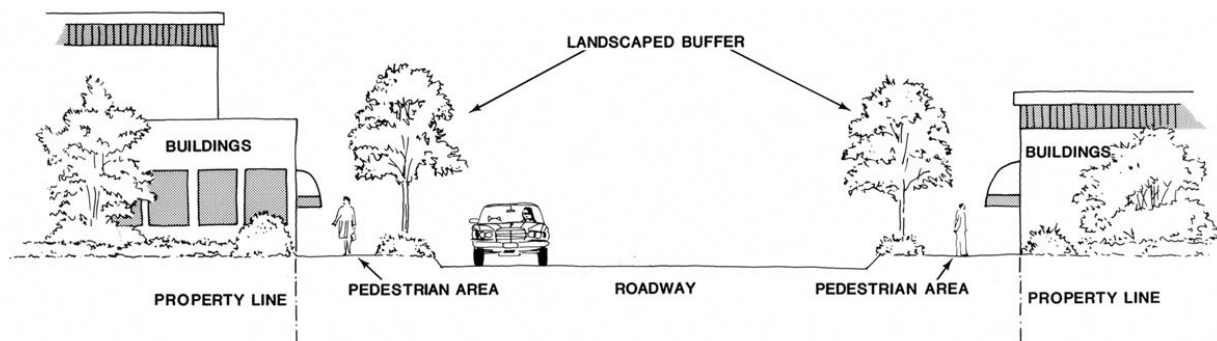 LANDSCAPED BUFFER
BUILDINGS
BUILDINGS
PEDESTRIAN AREA
ROADWAY
PEDESTRIAN AREA
PROPERTY LINE
PROPERTY LINE